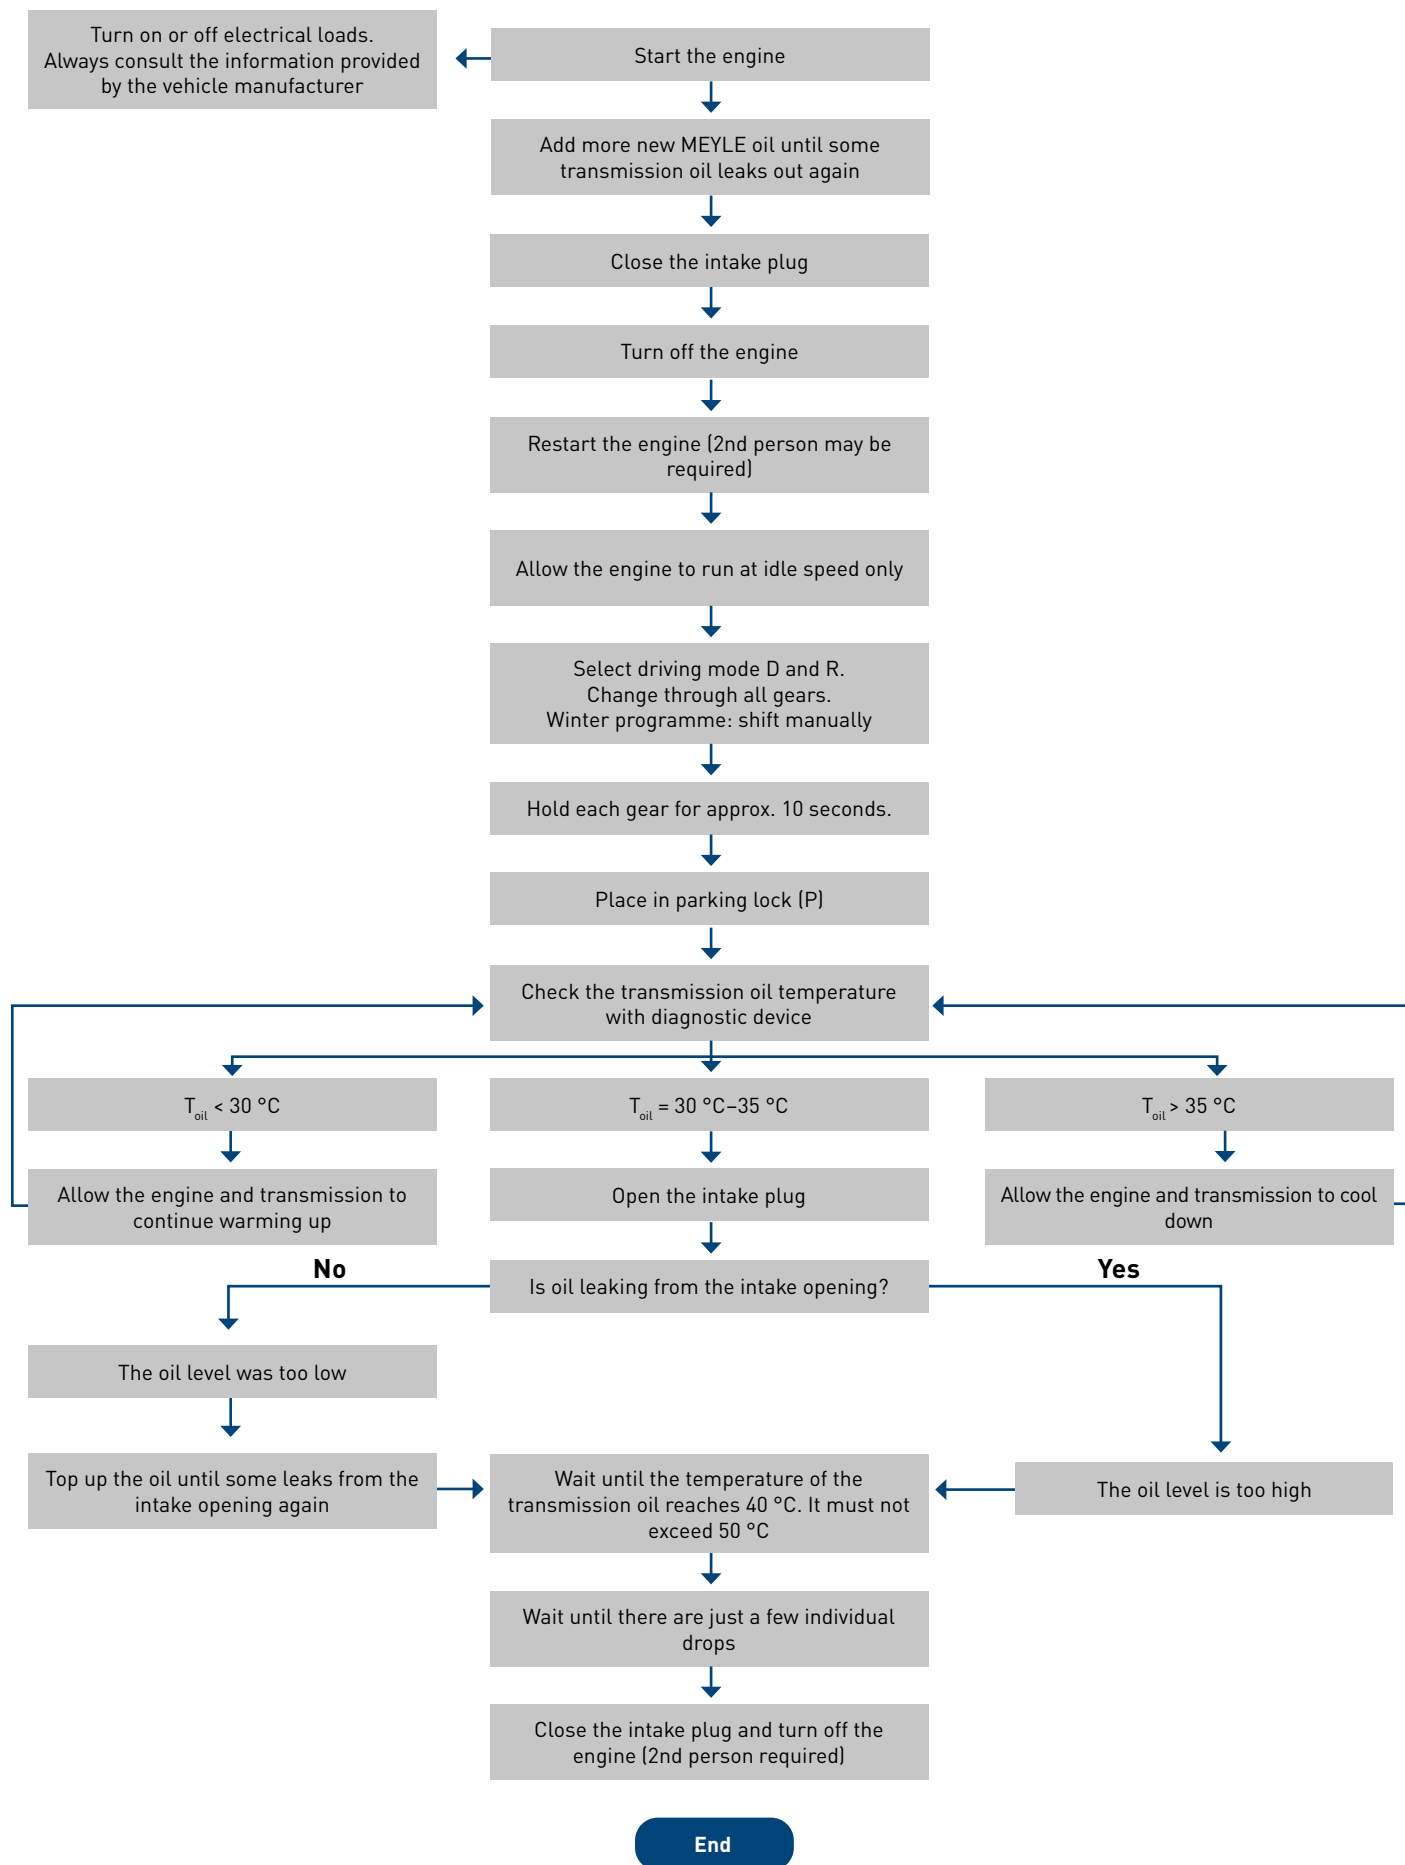 Turn on or off electrical loads.
Always consult the information provided
by the vehicle manufacturer
Start the engine
Add more new MEYLE oil until some
transmission oil leaks out again
Close the intake plug
Turn off the engine
Restart the engine (2nd person may be
required)
Allow the engine to run at idle speed only
Select driving mode D and R.
Change through all gears.
Winter programme: shift manually
Hold each gear for approx. 10 seconds.
Place in parking lock (P)
Check the transmission oil temperature
with diagnostic device
Toil < 30 °C
Toil = 30 °C–35 °C
Toil > 35 °C
Allow the engine and transmission to
continue warming up
Open the intake plug
Allow the engine and transmission to cool
down
No
Is oil leaking from the intake opening?
Yes
The oil level was too low
Top up the oil until some leaks from the
intake opening again
Wait until the temperature of the
transmission oil reaches 40 °C. It must not
exceed 50 °C
The oil level is too high
Wait until there are just a few individual
drops
Close the intake plug and turn off the
engine (2nd person required)
End